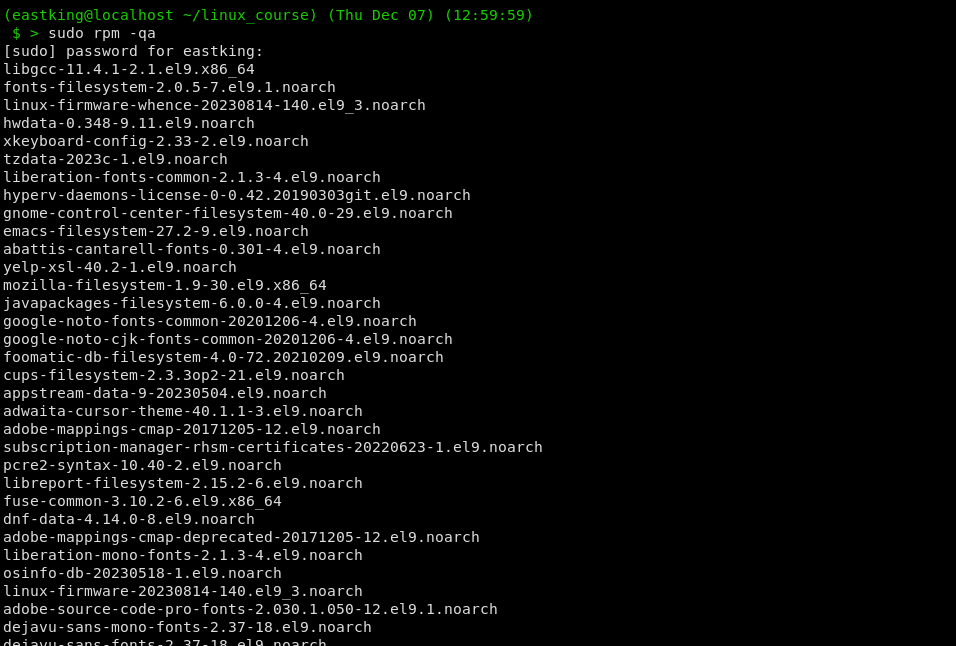 (eastking@localhost ~/linux_course) (Thu Dec 07) (12:59:59)
$ > sudo rpm -qa
[sudo] password for eastking:
libgcc-11.4.1-2.1.el9.x86_64
fonts-filesystem-2.0.5-7.el9.1.noarch
linux-firmware-whence-20230814-140.el9_3.noarch
hwdata-0.348-9.11.el9.noarch
xkeyboard-config-2.33-2.el9.noarch
tzdata-2023c-1.el9.noarch
liberation-fonts-common-2.1.3-4.el9.noarch
hyperv-daemons-license-0-0.42.20190303git.el9.noarch
gnome-control-center-filesystem-40.0-29.el9.noarch
emacs-filesystem-27.2-9.el9.noarch
abattis-cantarell-fonts-0.301-4.el9.noarch
yelp-xsl-40.2-1.el9.noarch
mozilla-filesystem-1.9-30.el9.x86_64
javapackages-filesystem-6.0.0-4.el9.noarch
google-noto-fonts-common-20201206-4.el9.noarch
google-noto-cjk-fonts-common-20201206-4.el9.noarch
foomatic-db-filesystem-4.0-72.20210209.el9.noarch
cups-filesystem-2.3.3op2-21.el9.noarch
appstream-data-9-20230504.el9.noarch
adwaita-cursor-theme-40.1.1-3.el9.noarch
adobe-mappings-cmap-20171205-12.el9.noarch
subscription-manager-rhsm-certificates-20220623-1.el9.noarch
pcre2-syntax-10.40-2.el9.noarch
libreport-filesystem-2.15.2-6.el9.noarch
fuse-common-3.10.2-6.el9.x86_64
dnf-data-4.14.0-8.el9.noarch
adobe-mappings-cmap-deprecated-20171205-12.el9.noarch
liberation-mono-fonts-2.1.3-4.el9.noarch
osinfo-db-20230518-1.el9.noarch
linux-firmware-20230814-140.el9_3.noarch
adobe-source-code-pro-fonts-2.030.1.050-12.el9.1.noarch
dejavu-sans-mono-fonts-2.37-18.el9.noarch
dejavu-sans-fonts-2.37-18.el9.noarch